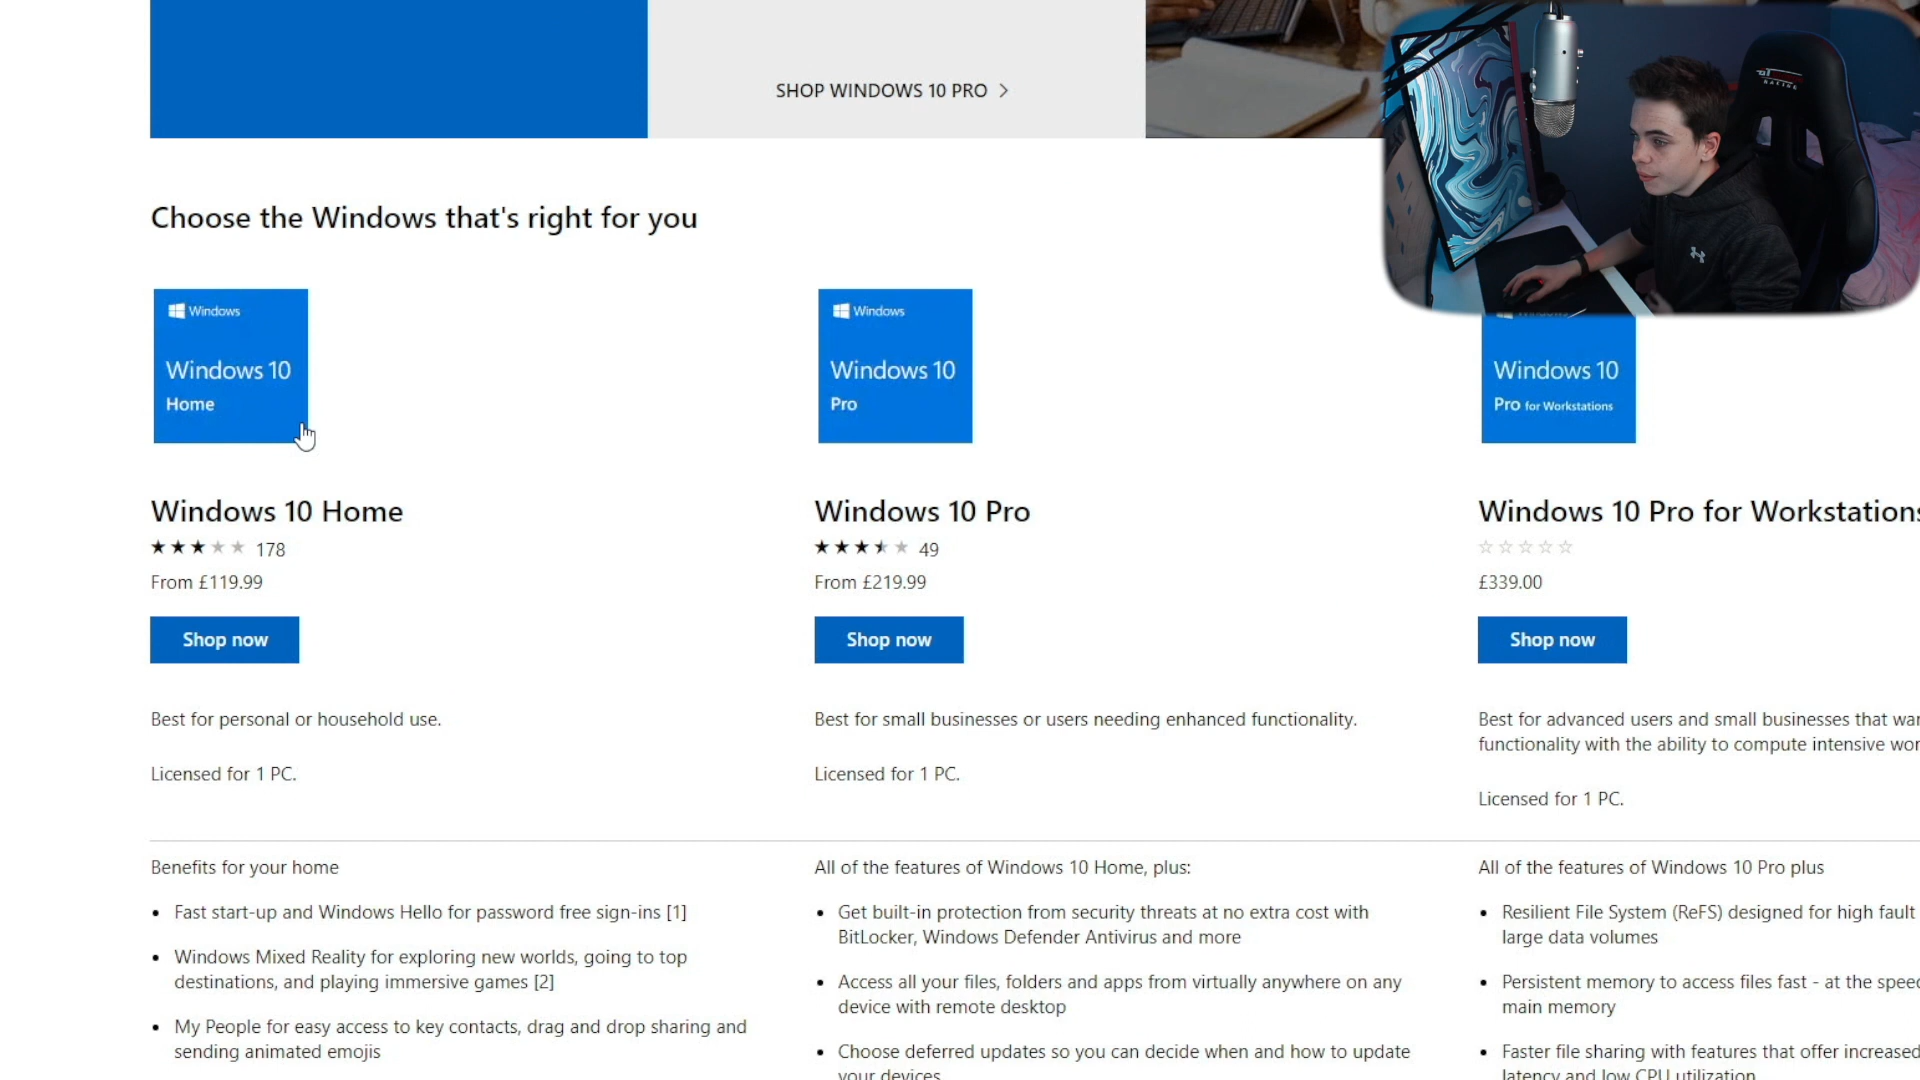 SHOP WINDOWS 10 PRO
Choose the Windows that's right for you
Windows
Windows 10
Home
Windows
Windows 10
Pro
Windows 10
Pro for Workstations
Windows 10 Home
178
From £119.99
Shop now
Best for personal or household use.
Licensed for 1 PC.
Benefits for your home
• Fast start-up and Windows Hello for password free sign-ins [1]
• Windows Mixed Reality for exploring new worlds, going to top
destinations, and playing immersive games [2]
• My People for easy access to key contacts, drag and drop sharing and
sending animated emojis
Windows 10 Pro
49
From £219.99
Shop now
Best for small businesses or users needing enhanced functionality.
Licensed for 1 PC.
All of the features of Windows 10 Home, plus:
• Get built-in protection from security threats at no extra cost with
BitLocker, Windows Defender Antivirus and more
• Access all your files, folders and apps from virtually anywhere on any
device with remote desktop
• Choose deferred updates so you can decide when and how to update
your devices
Windows 10 Pro for Workstations
£339.00
Shop now
Best for advanced users and small businesses that
functionality with the ability to compute intensive
Licensed for 1 PC.
All of the features of Windows 10 Pro plus
• Resilient File System (ReFS) designed for high fault
large data volumes
• Persistent memory to access files fast - at the
main memory
• Faster file sharing with features that offer increased
latency and low CPU utilization
RACING